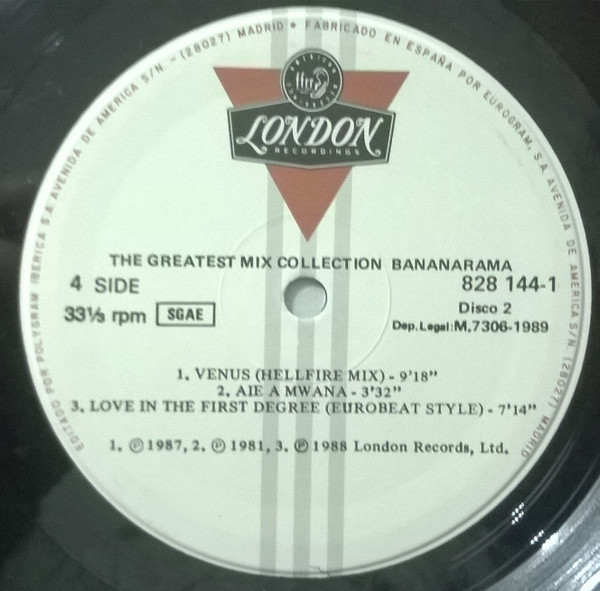 EDITADO POR POLYGRAM IBERICA S.A. AVENIDA DE AMERICA S/N. - (28027) MADRID • FABRICADO EN ESPAÑA POR EUROGRAM, S.A. AVENIDA DE AMERICA S/N (28027) MADRID
LONDON
RECORDINGS
THE GREATEST MIX COLLECTION BANANARAMA
4 SIDE
828 144-1
33⅓ rpm
SGAE
Disco 2
Dep. Legal: M.7306-1989
1. VENUS (HELLFIRE MIX) - 9'18"
2. AIE A MWANA - 3'32"
3. LOVE IN THE FIRST DEGREE (EUROBEAT STYLE) - 7'14"
1. Ⓟ 1987, 2. Ⓟ 1981, 3. Ⓟ 1988 London Records, Ltd.